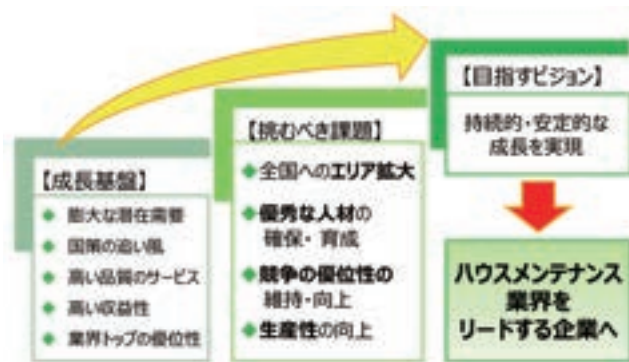 【成長基盤】
◆ 膨大な潜在需要
◆ 国策の追い風
◆ 高い品質のサービス
◆ 高い収益性
◆ 業界トップの優位性
【挑むべき課題】
◆全国へのエリア拡大
◆優秀な人材の
確保・育成
◆競争の優位性の
維持・向上
◆生産性の向上
【目指すビジョン】
持続的・安定的な
成長を実現
ハウスメンテナンス
業界を
リードする企業へ